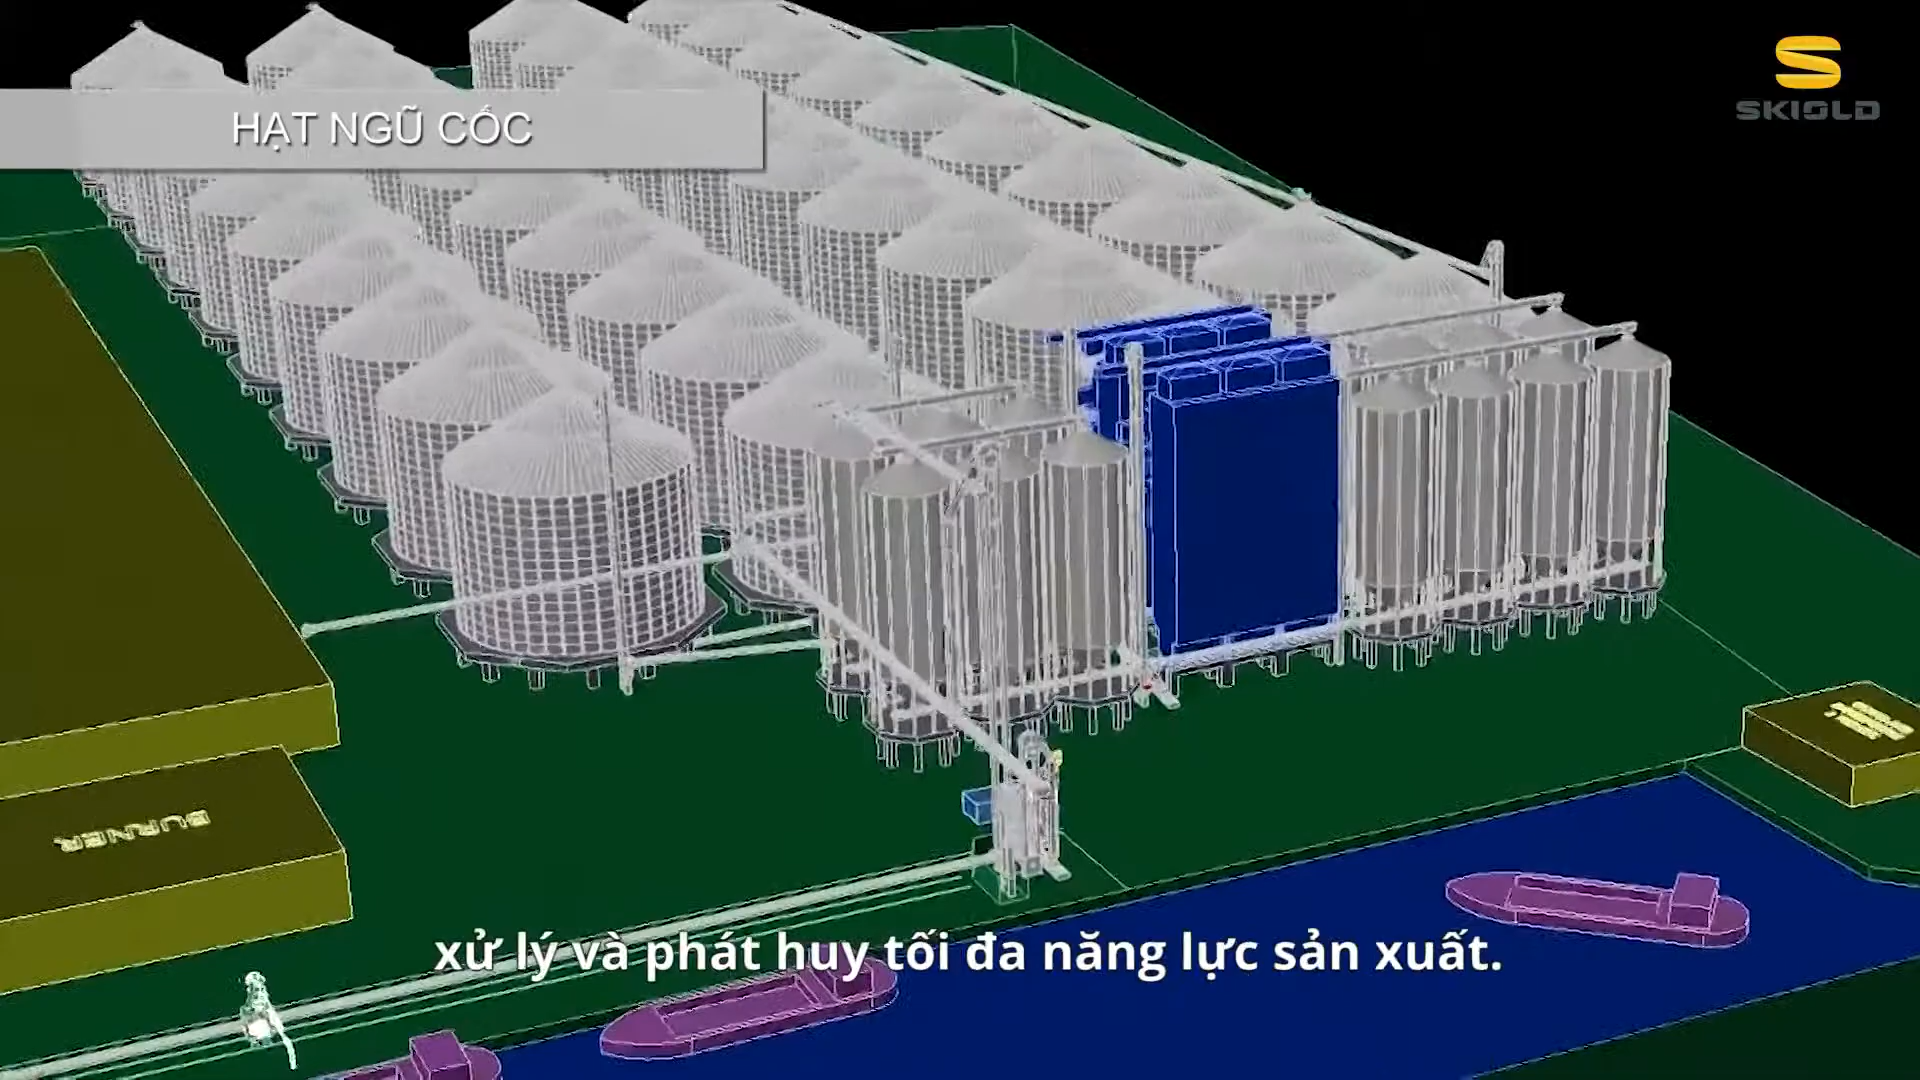 HẠT NGŨ CỐC
SKIOLD
BURNER
xử lý và phát huy tối đa năng lực sản xuất.